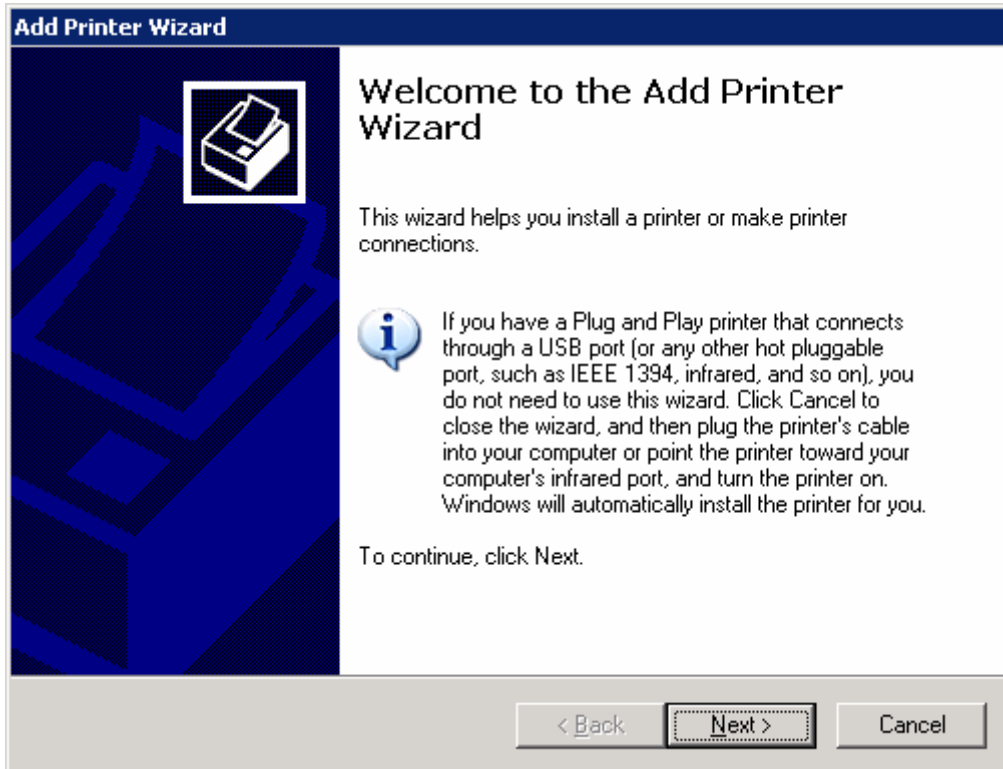 Add Printer Wizard
Welcome to the Add Printer
Wizard
This wizard helps you install a printer or make printer
connections.
If you have a Plug and Play printer that connects
through a USB port (or any other hot pluggable
port, such as IEEE 1394, infrared, and so on), you
do not need to use this wizard. Click Cancel to
close the wizard, and then plug the printer's cable
into your computer or point the printer toward your
computer's infrared port, and turn the printer on.
Windows will automatically install the printer for you.
To continue, click Next.
< Back Next > Cancel